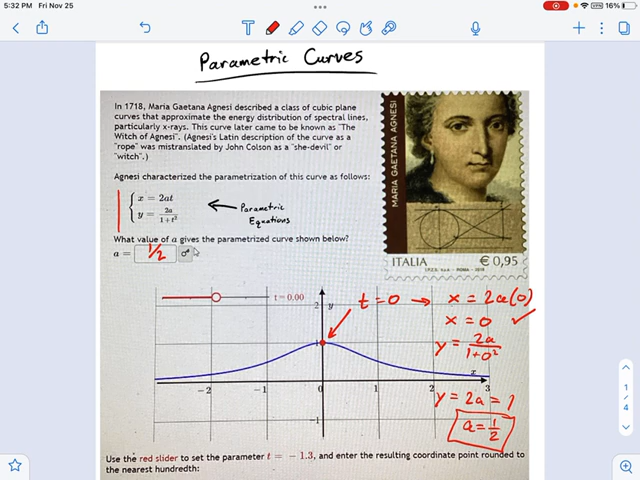 5:32 PM Fri Nov 25
VPN 16%
Parametric Curves
In 1718, Maria Gaetana Agnesi described a class of cubic plane
curves that approximate the energy distribution of spectral lines,
particularly x-rays. This curve later came to be known as "The
Witch of Agnesi". (Agnesi's Latin description of the curve as a
"rope" was mistranslated by John Colson as a "she-devil" or
"witch".)
Agnesi characterized the parametrization of this curve as follows:
x = 2at
y = 2a/(1+t²)
Parametric
Equations
What value of a gives the parametrized curve shown below?
a = 1/2
MARIA GAETANA AGNESI
ITALIA € 0,95
I.P.Z.S. S.p.A. - ROMA - 2018
t = 0.00
2 y
1
-2 -1 0 1 2 3
x
-1
t=0 → x = 2a(0)
x = 0 ✓
y = 2a/(1+0²)
y = 2a = 1
a = 1/2
Use the red slider to set the parameter t = − 1.3, and enter the resulting coordinate point rounded to
the nearest hundredth:
1
/
4